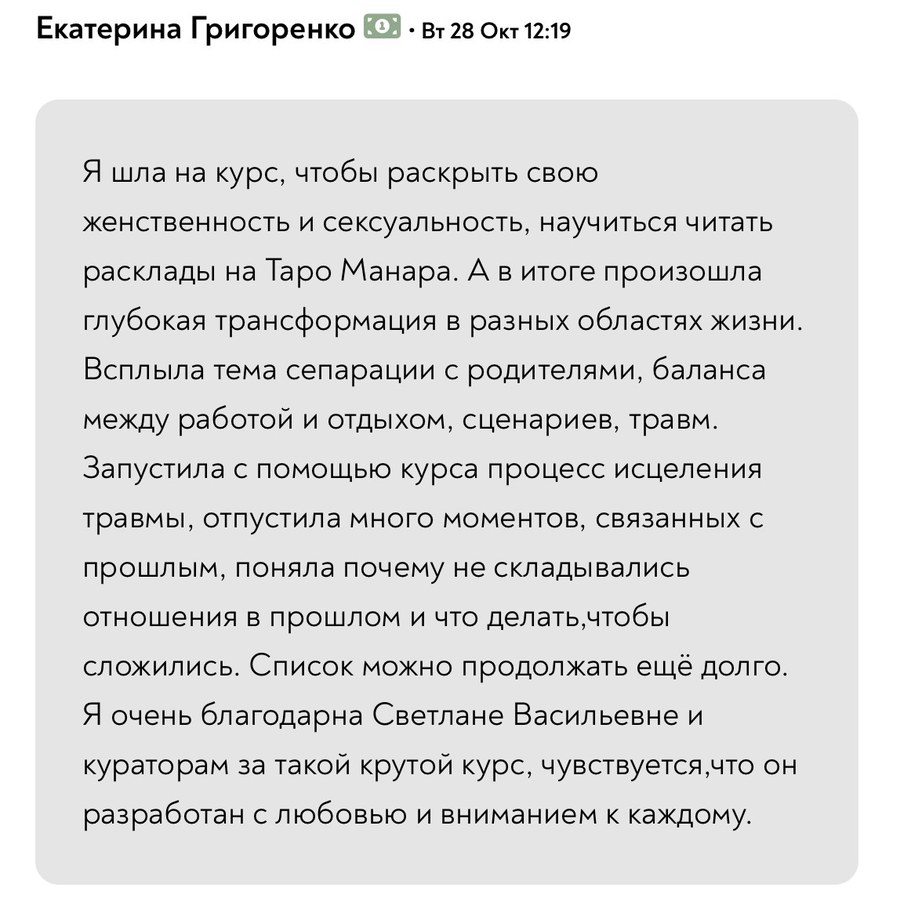 Екатерина Григоренко 1 • Вт 28 Окт 12:19
Я шла на курс, чтобы раскрыть свою
женственность и сексуальность, научиться читать
расклады на Таро Манара. А в итоге произошла
глубокая трансформация в разных областях жизни.
Всплыла тема сепарации с родителями, баланса
между работой и отдыхом, сценариев, травм.
Запустила с помощью курса процесс исцеления
травмы, отпустила много моментов, связанных с
прошлым, поняла почему не складывались
отношения в прошлом и что делать,чтобы
сложились. Список можно продолжать ещё долго.
Я очень благодарна Светлане Васильевне и
кураторам за такой крутой курс, чувствуется,что он
разработан с любовью и вниманием к каждому.